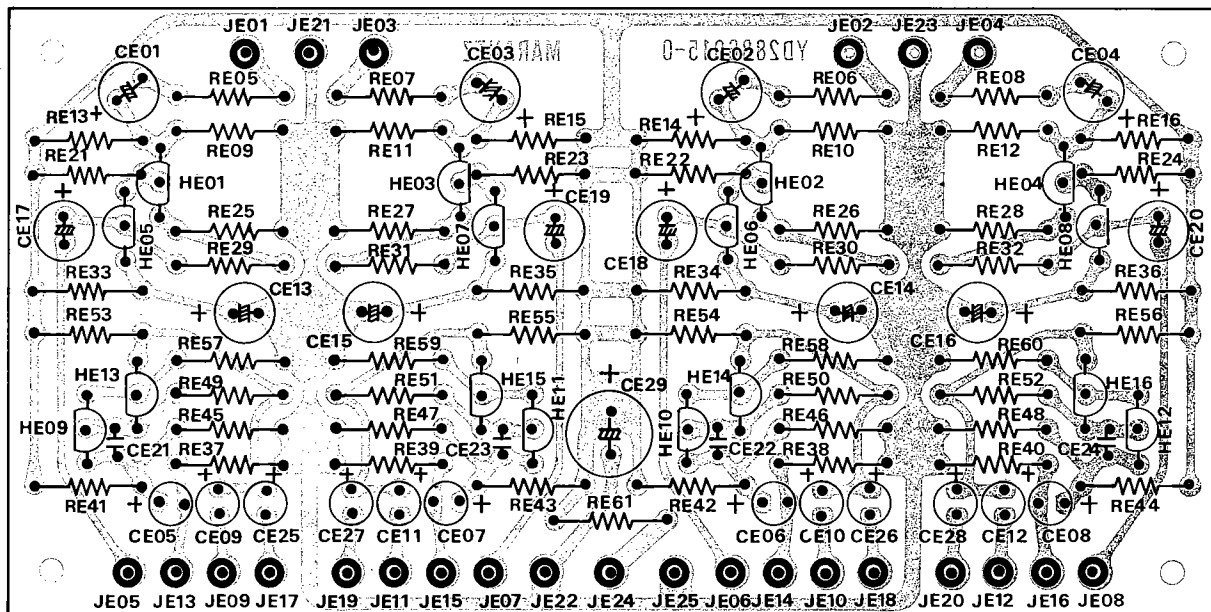 JE01 JE21 JE03 JE02 JE23 JE04
CE01 CE03 MARANTZ YD2886015-0 CE02 CE04
RE05 RE07 RE06 RE08
RE13 RE15 RE14 RE16
RE21 RE09 RE11 RE23 RE22 RE10 RE12 RE24
HE01 HE03 HE02 HE04
CE17 HE05 RE25 RE27 HE07 CE19 HE06 RE26 RE28 HE08 CE20
RE29 RE31 CE18 RE30 RE32
RE33 CE13 RE35 RE34 CE14 RE36
RE53 RE55 RE54 RE56
RE57 CE15 RE59 RE58 CE16 RE60
HE13 RE49 RE51 HE15 HE11 CE29 HE14 RE50 RE52 HE16
HE09 RE45 RE47 HE10 RE46 RE48 HE12
CE21 RE37 RE39 CE23 CE22 RE38 RE40 CE24
RE41 RE43 RE61 RE42 RE44
CE05 CE09 CE25 CE27 CE11 CE07 CE06 CE10 CE26 CE28 CE12 CE08
JE05 JE13 JE09 JE17 JE19 JE11 JE15 JE07 JE22 JE24 JE25 JE06 JE14 JE10 JE18 JE20 JE12 JE16 JE08